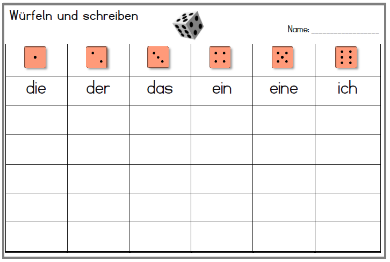 Würfeln und schreiben
Name:
die der das ein eine ich